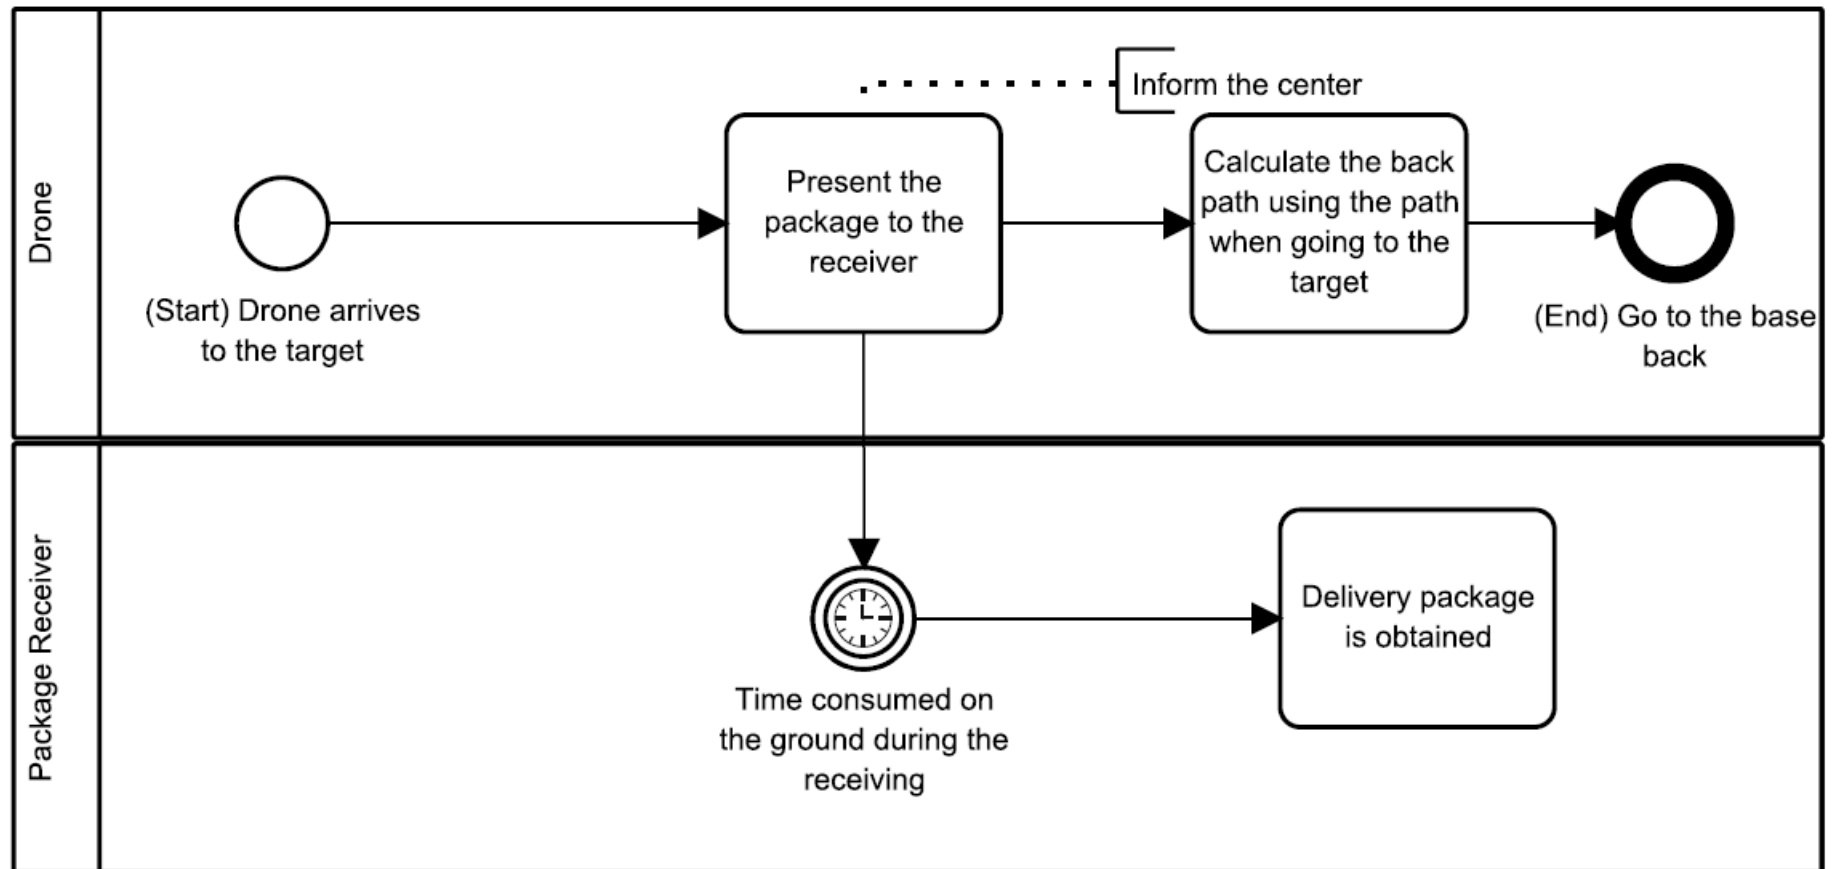 Drone
Inform the center
Present the
package to the
receiver
Calculate the back
path using the path
when going to the
target
(Start) Drone arrives
to the target
(End) Go to the base
back
Package Receiver
Delivery package
is obtained
Time consumed on
the ground during the
receiving